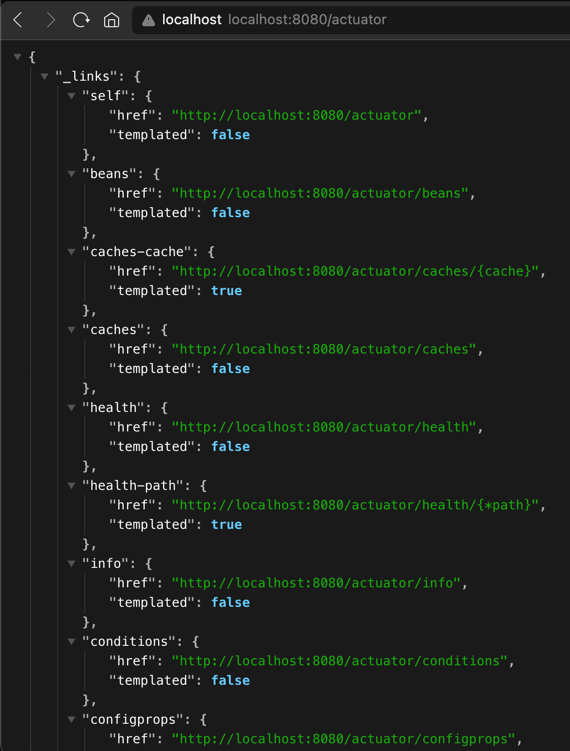 localhost localhost:8080/actuator
{
"_links": {
"self": {
"href": "http://localhost:8080/actuator",
"templated": false
},
"beans": {
"href": "http://localhost:8080/actuator/beans",
"templated": false
},
"caches-cache": {
"href": "http://localhost:8080/actuator/caches/{cache}",
"templated": true
},
"caches": {
"href": "http://localhost:8080/actuator/caches",
"templated": false
},
"health": {
"href": "http://localhost:8080/actuator/health",
"templated": false
},
"health-path": {
"href": "http://localhost:8080/actuator/health/{*path}",
"templated": true
},
"info": {
"href": "http://localhost:8080/actuator/info",
"templated": false
},
"conditions": {
"href": "http://localhost:8080/actuator/conditions",
"templated": false
},
"configprops": {
"href": "http://localhost:8080/actuator/configprops",